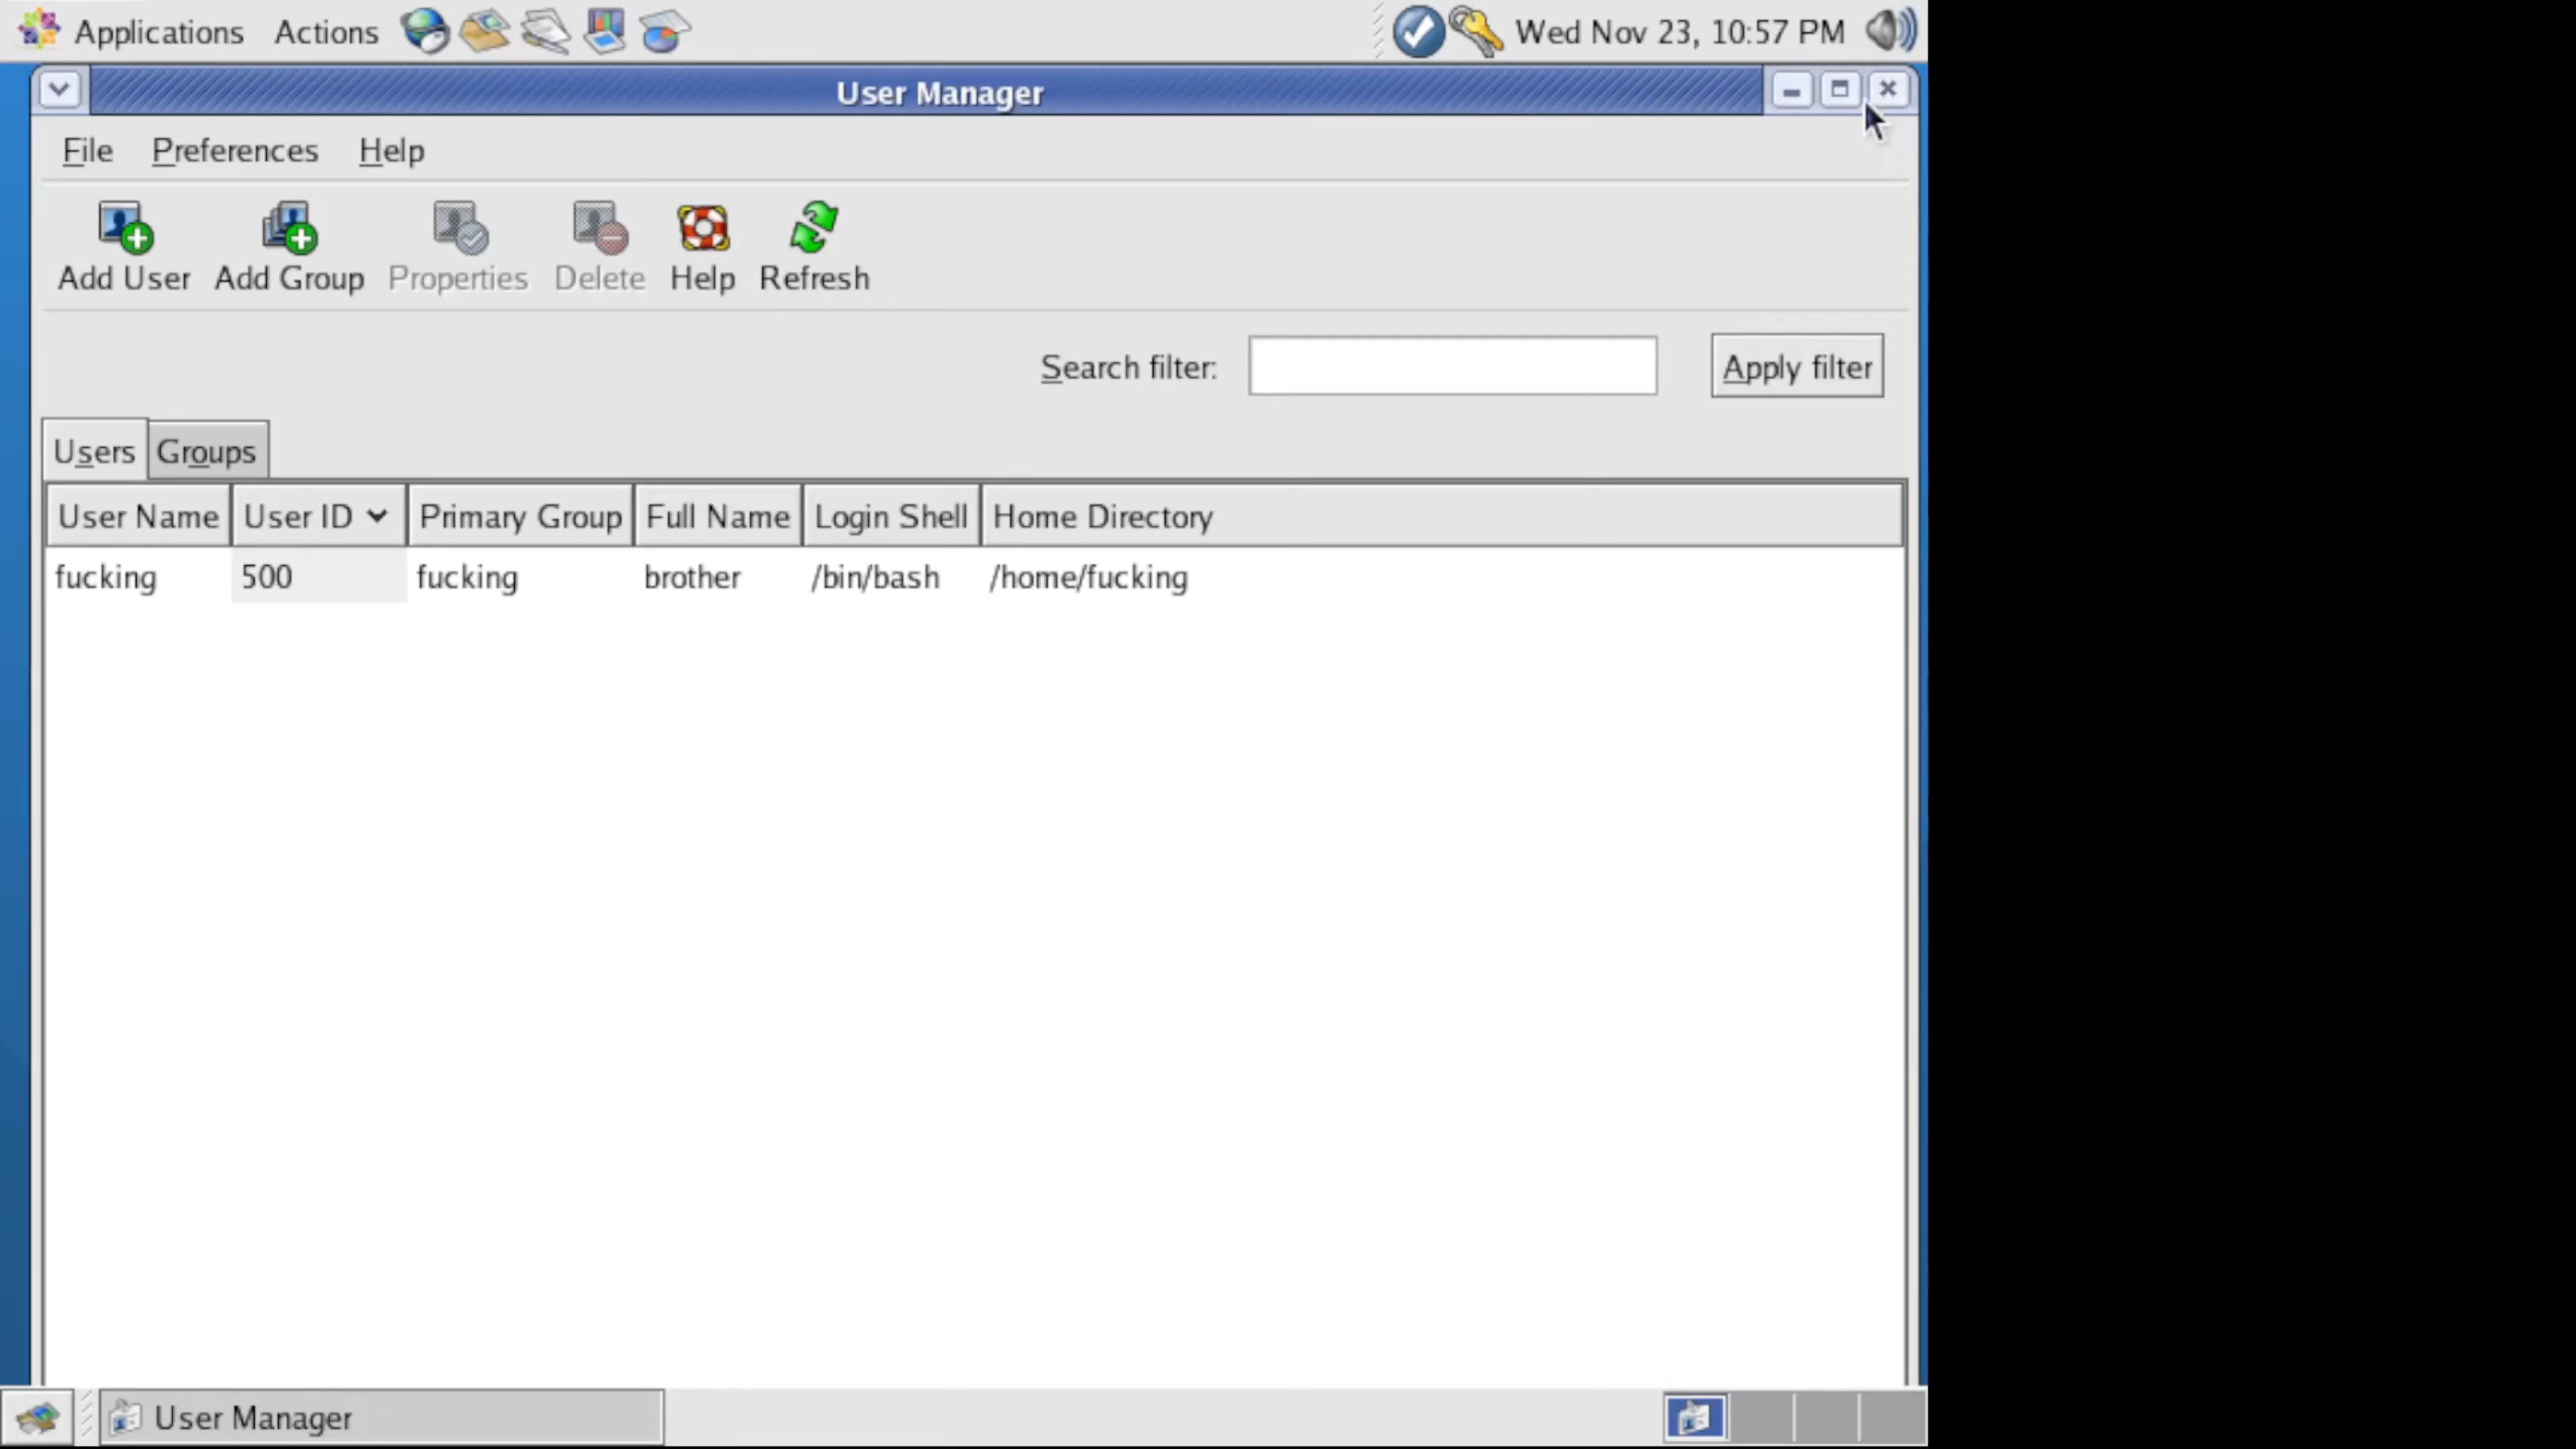 Applications Actions Wed Nov 23, 10:57 PM
User Manager
File Preferences Help
Add User Add Group Properties Delete Help Refresh
Search filter: Apply filter
Users Groups
User Name User ID Primary Group Full Name Login Shell Home Directory
fucking 500 fucking brother /bin/bash /home/fucking
User Manager